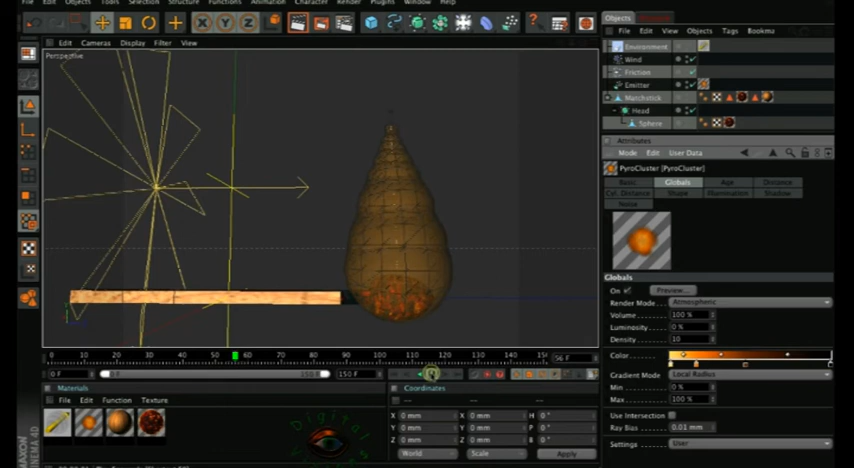 File Edit Objects Tools Selection Structure Functions Animation Character Render Plugins Window Help
Edit Cameras Display Filter View
Perspective
0 10 20 30 40 50 60 70 80 90 100 110 120 130 140 150 56 F
0 F 0 F 150 F 150 F
Materials
File Edit Function Texture
Digital
MAXON
CINEMA 4D
Coordinates
X 0 mm X 0 mm H 0 °
Y 0 mm Y 0 mm P 0 °
Z 0 mm Z 0 mm B 0 °
World Scale Apply
Objects
File Edit View Objects Tags Bookma
Environment
Wind
Friction
Emitter
Matchstick
Head
Sphere
Attributes
Mode Edit User Data
PyroCluster [PyroCluster]
Basic Globals Age Distance
Col. Distance Shape Illumination Shadow
Noise
Globals
On
Preview...
Render Mode Atmospheric
Volume 100 %
Luminosity 0 %
Density 10
Color
Gradient Mode Local Radius
Min 0 %
Max 100 %
Use Intersection
Ray Bias 0.01 mm
Settings User